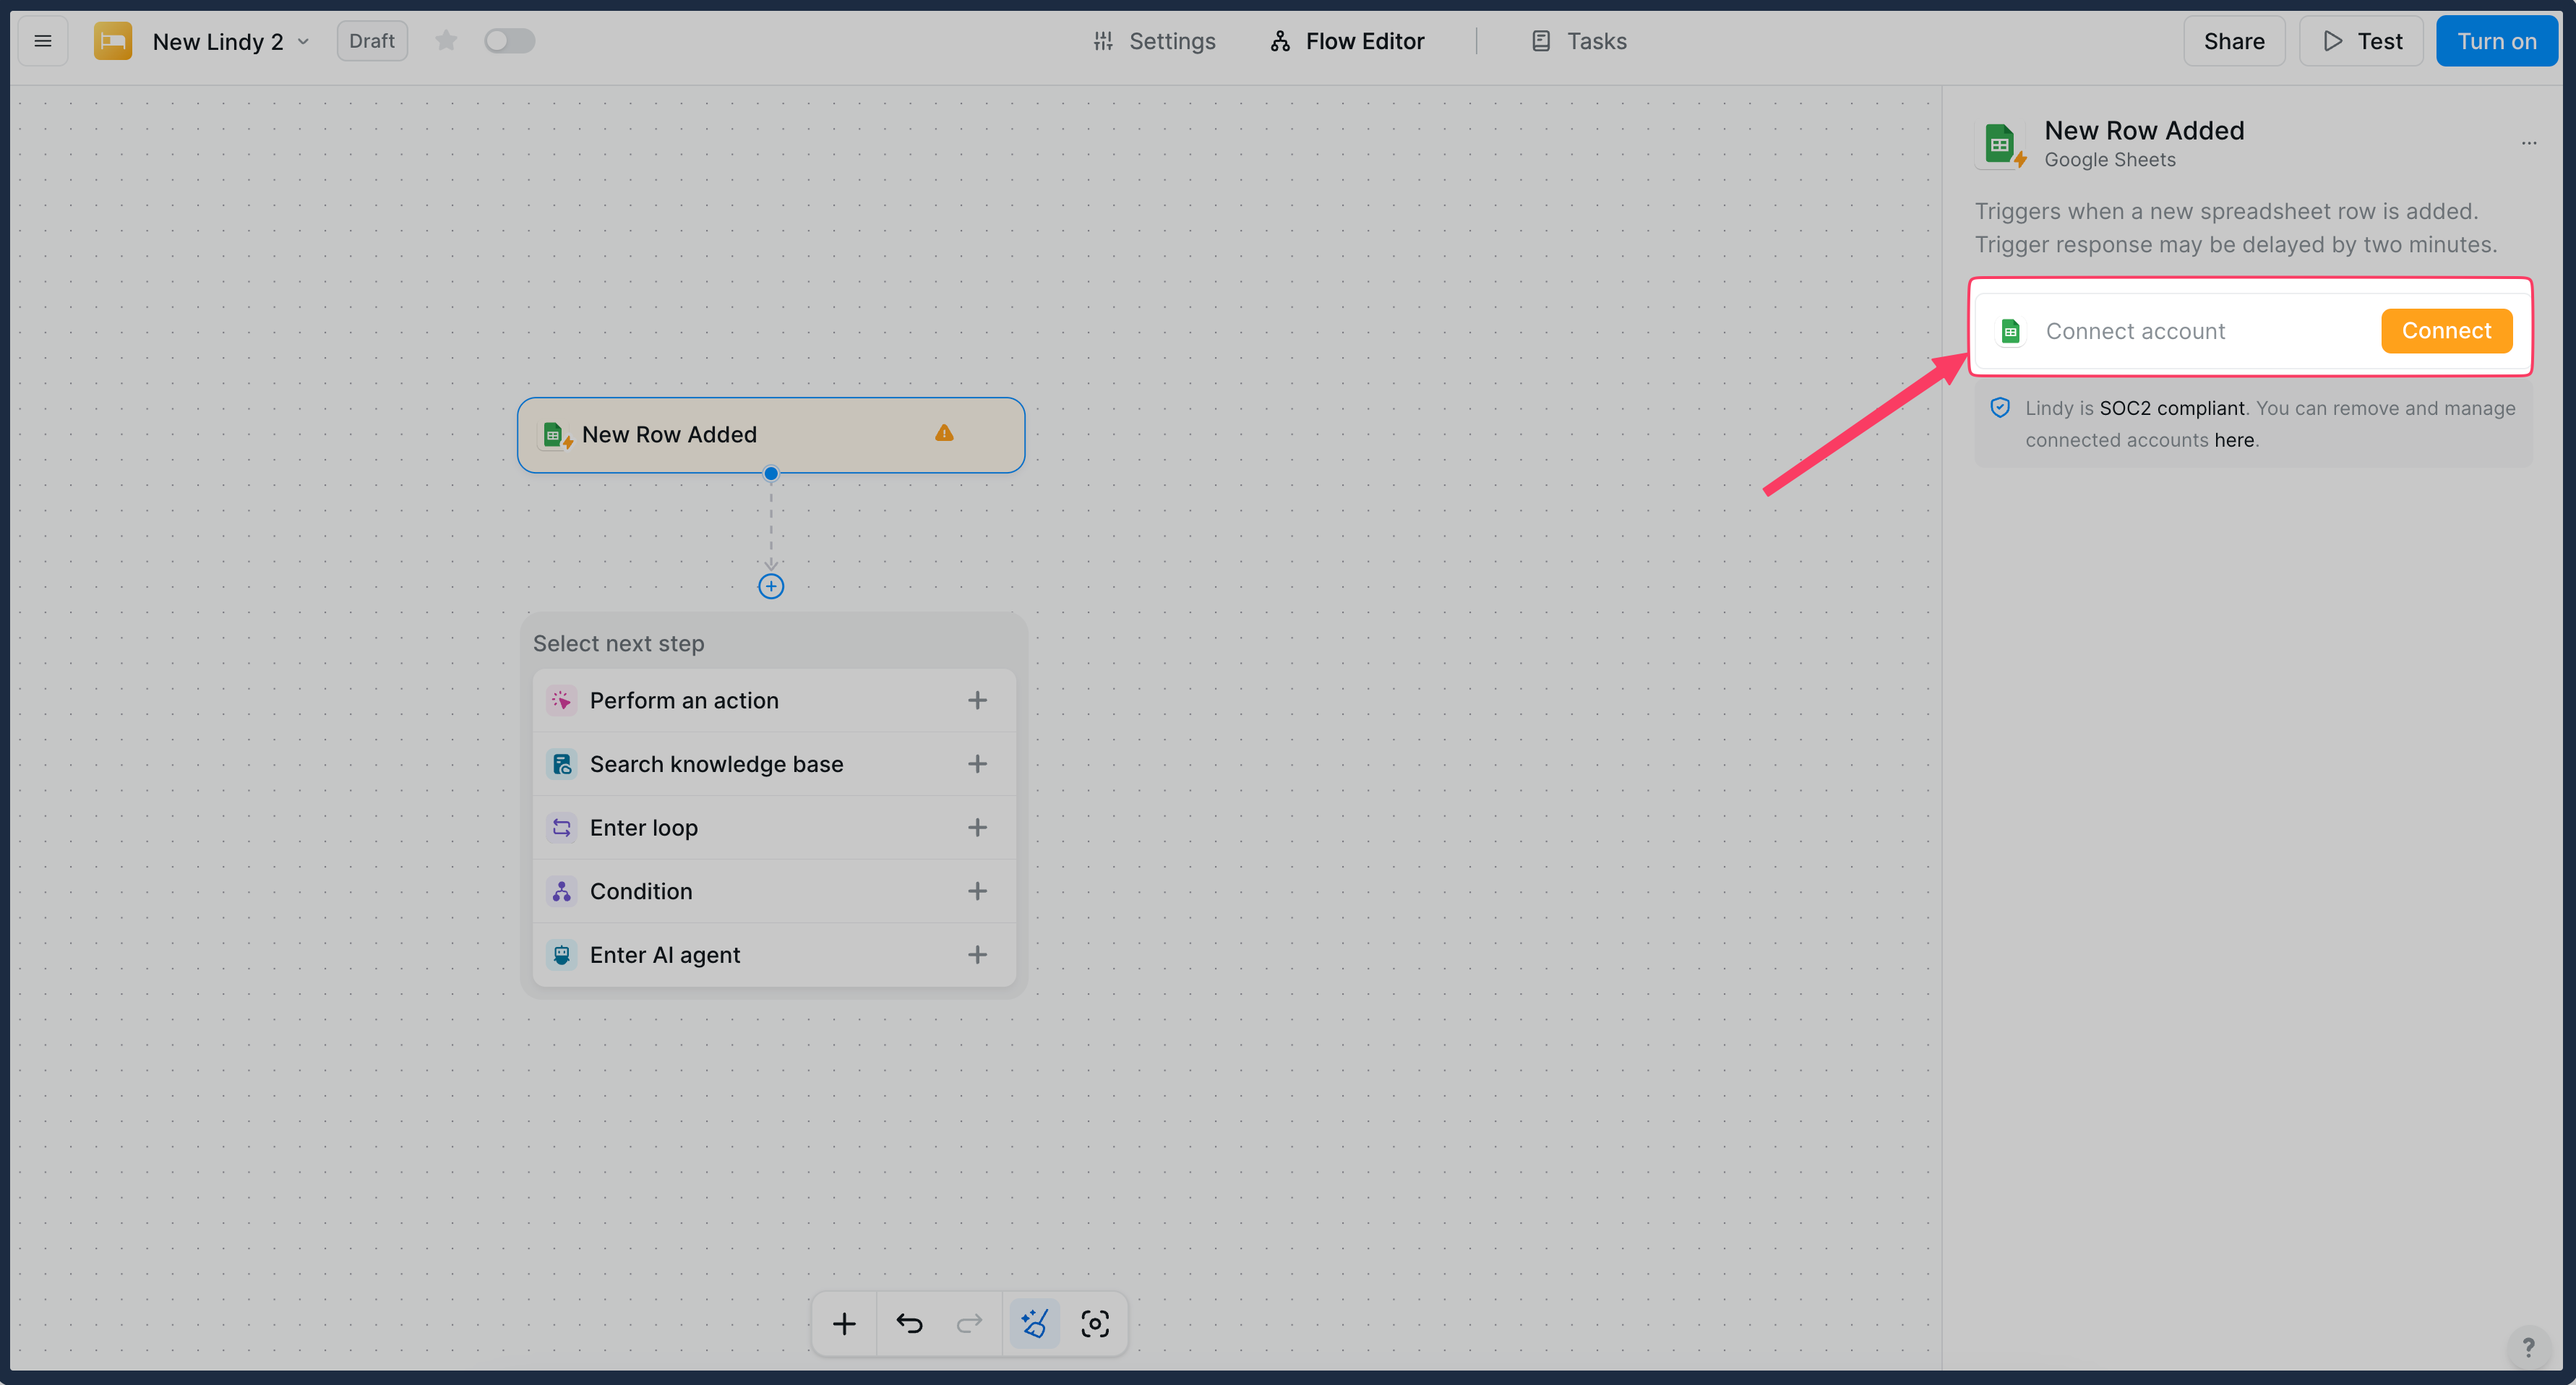 New Lindy 2
Draft
Settings
Flow Editor
Tasks
Share
Test
Turn on
New Row Added
Google Sheets
Triggers when a new spreadsheet row is added.
Trigger response may be delayed by two minutes.
Connect account
Connect
Lindy is SOC2 compliant. You can remove and manage
connected accounts here.
New Row Added
Select next step
Perform an action
Search knowledge base
Enter loop
Condition
Enter AI agent
?